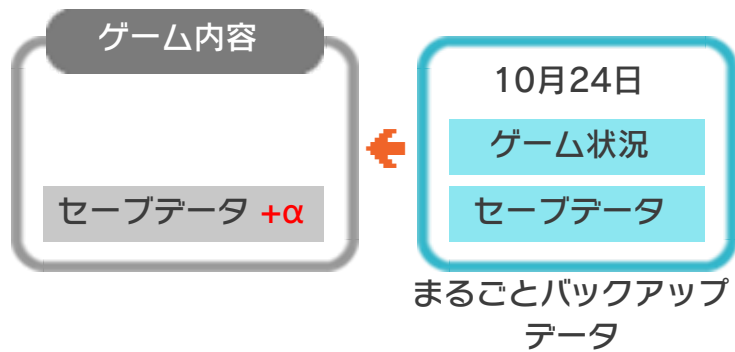 ゲーム内容
セーブデータ +α
10月24日
ゲーム状況
セーブデータ
まるごとバックアップ
データ